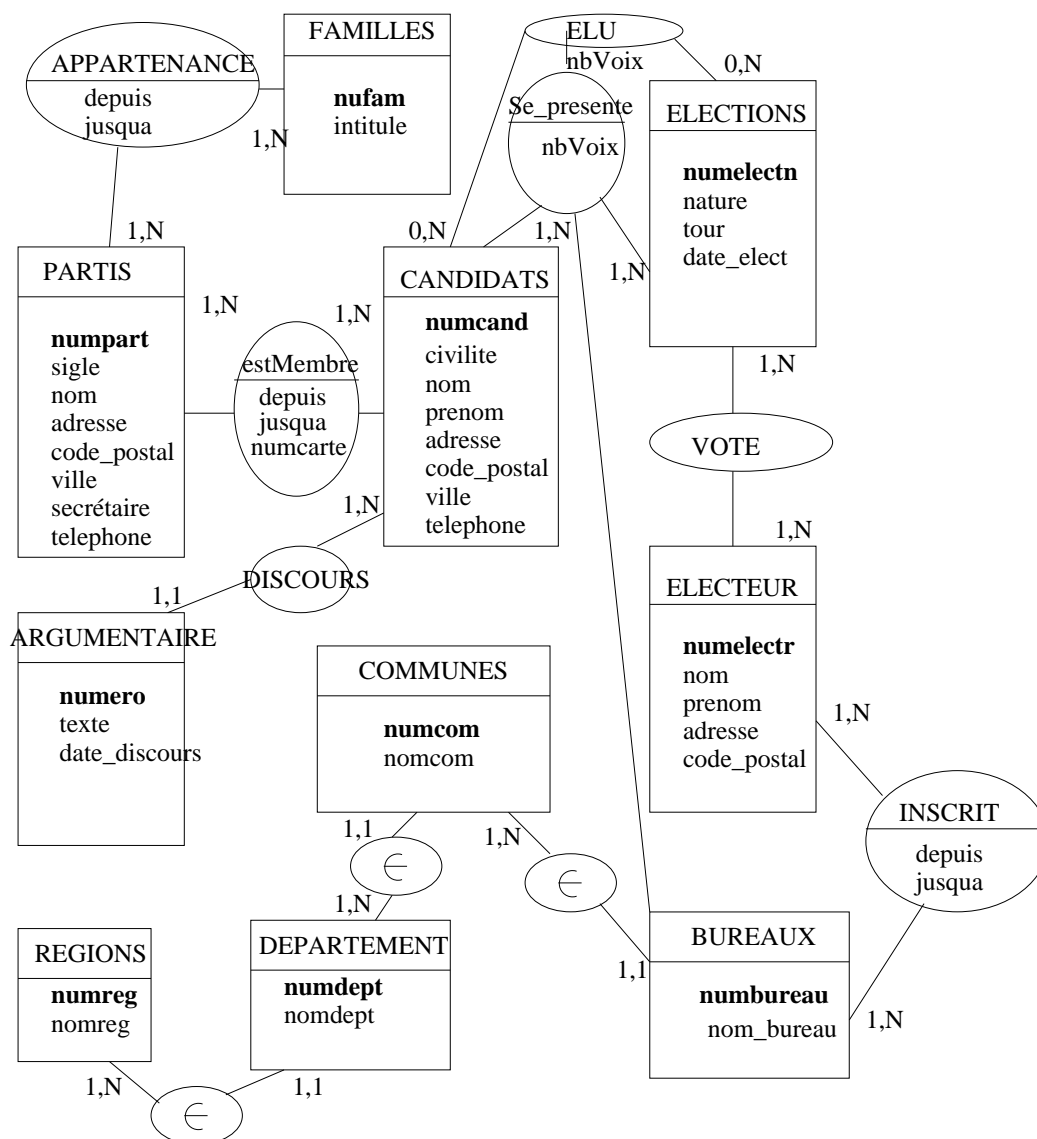 FAMILLES
nufam
intitule
APPARTENANCE
depuis
jusqua
1,N
1,N
ELU
nbVoix
0,N
0,N
Se_presente
nbVoix
1,N
1,N
ELECTIONS
numelectn
nature
tour
date_elect
1,N
PARTIS
numpart
sigle
nom
adresse
code_postal
ville
secrétaire
telephone
1,N
estMembre
depuis
jusqua
numcarte
1,N
CANDIDATS
numcand
civilite
nom
prenom
adresse
code_postal
ville
telephone
1,N
VOTE
1,N
DISCOURS
1,1
ARGUMENTAIRE
numero
texte
date_discours
ELECTEUR
numelectr
nom
prenom
adresse
code_postal
1,N
COMMUNES
numcom
nomcom
1,1
1,N
∈
∈
INSCRIT
depuis
jusqua
1,N
DEPARTEMENT
numdept
nomdept
REGIONS
numreg
nomreg
BUREAUX
numbureau
nom_bureau
1,1
1,N
1,N
1,1
∈